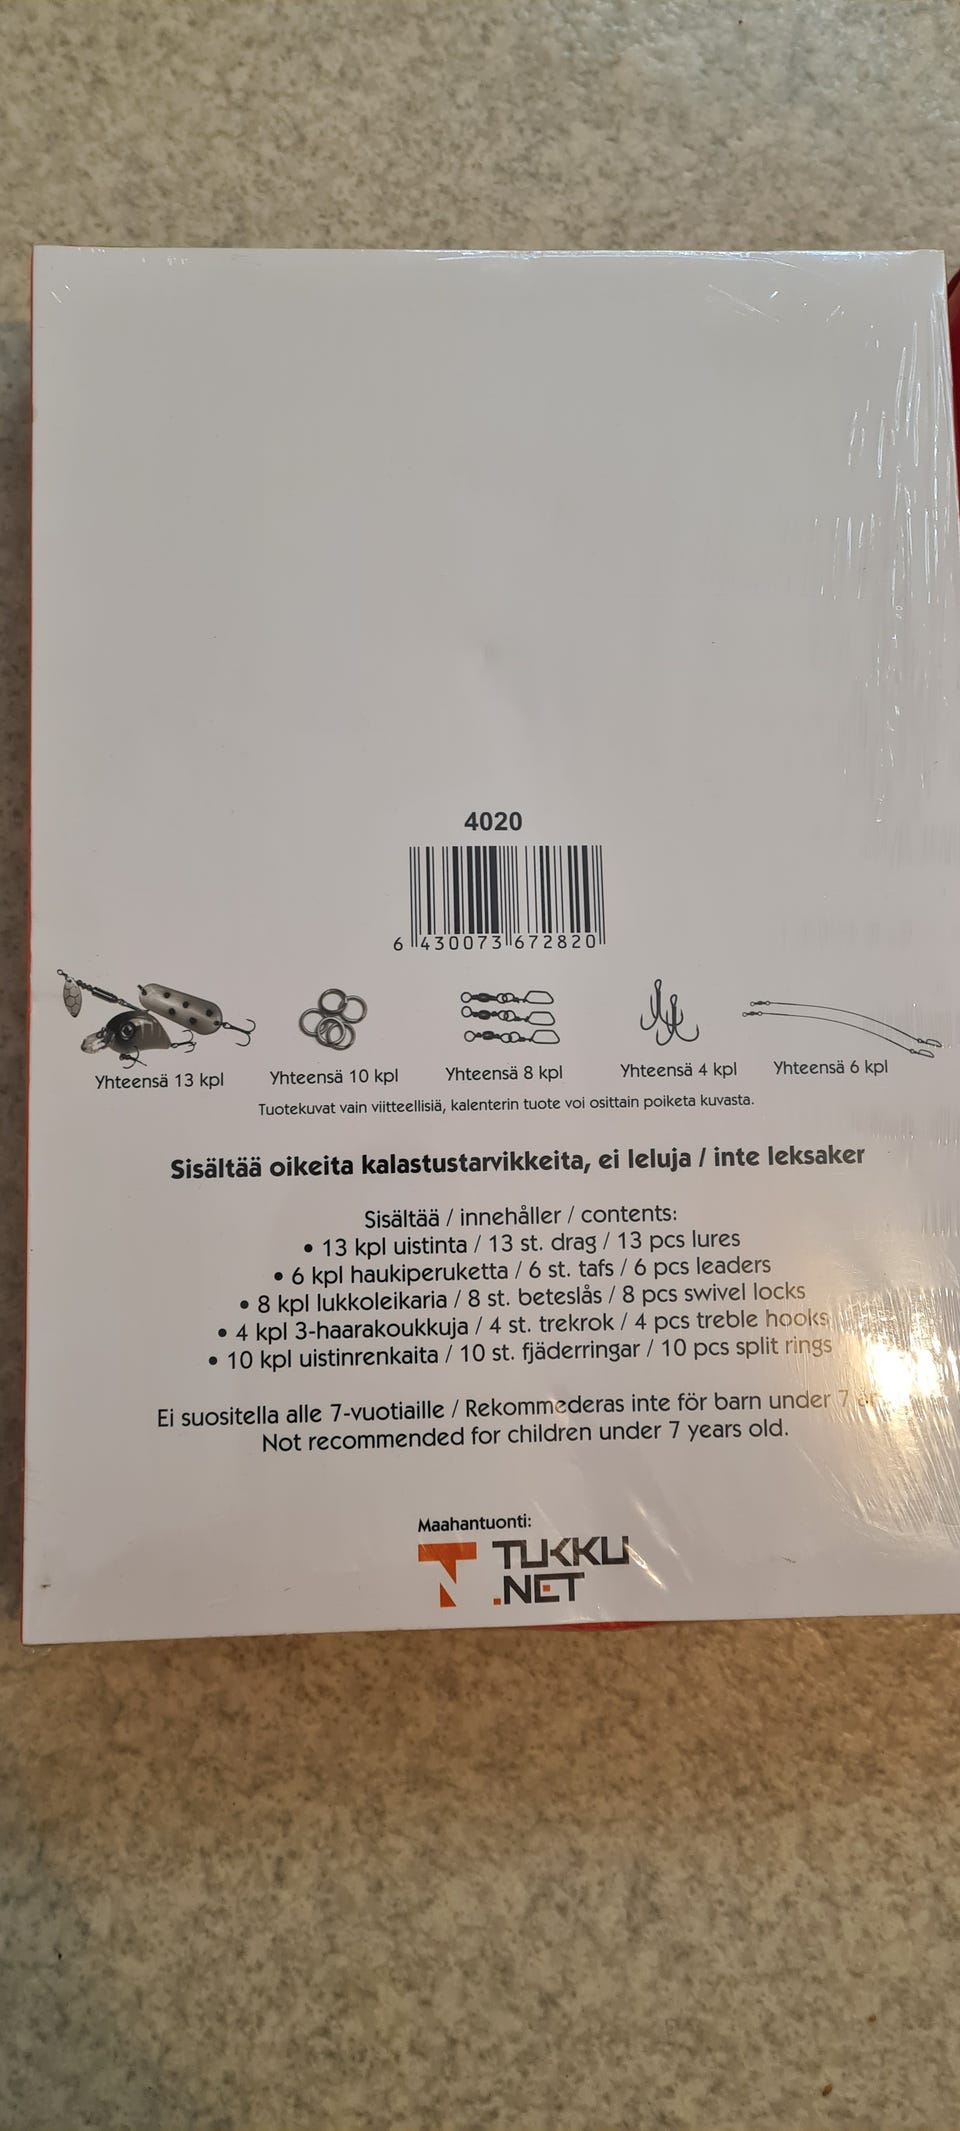 4020
6 430073 672820
Yhteensä 13 kpl
Yhteensä 10 kpl
Yhteensä 8 kpl
Yhteensä 4 kpl
Yhteensä 6 kpl
Tuotekuvat vain viitteellisiä, kalenterin tuote voi osittain poiketa kuvasta.
Sisältää oikeita kalastustarvikkeita, ei leluja / inte leksaker
Sisältää / innehåller / contents:
• 13 kpl uistinta / 13 st. drag / 13 pcs lures
• 6 kpl haukiperuketta / 6 st. tafs / 6 pcs leaders
• 8 kpl lukkoleikaria / 8 st. beteslås / 8 pcs swivel locks
• 4 kpl 3-haarakoukkuja / 4 st. trekrok / 4 pcs treble hooks
• 10 kpl uistinrenkaita / 10 st. fjäderringar / 10 pcs split rings
Ei suositella alle 7-vuotiaille / Rekommederas inte för barn under 7
Not recommended for children under 7 years old.
Maahantuonti:
TUKKU
.NET